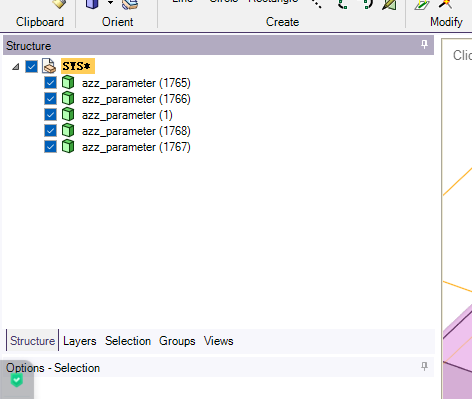 Line Circle Rectangle
Clipboard Orient Create Modify
Structure
SYS*
azz_parameter (1765)
azz_parameter (1766)
azz_parameter (1)
azz_parameter (1768)
azz_parameter (1767)
Structure Layers Selection Groups Views
Options - Selection
Clic